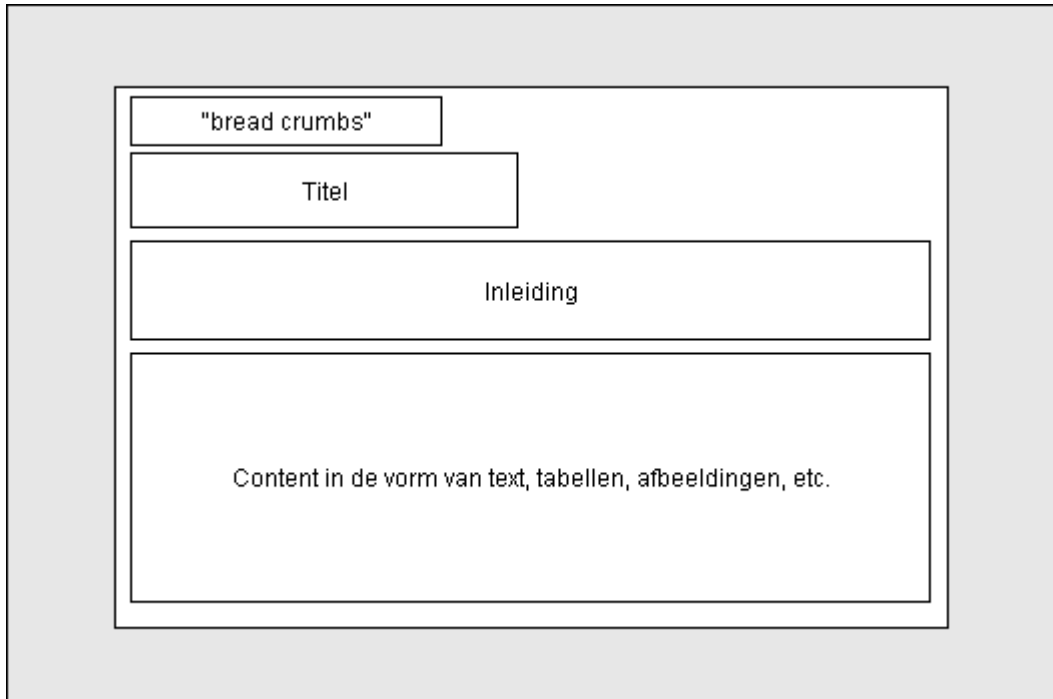 "bread crumbs"
Titel
Inleiding
Content in de vorm van text, tabellen, afbeeldingen, etc.